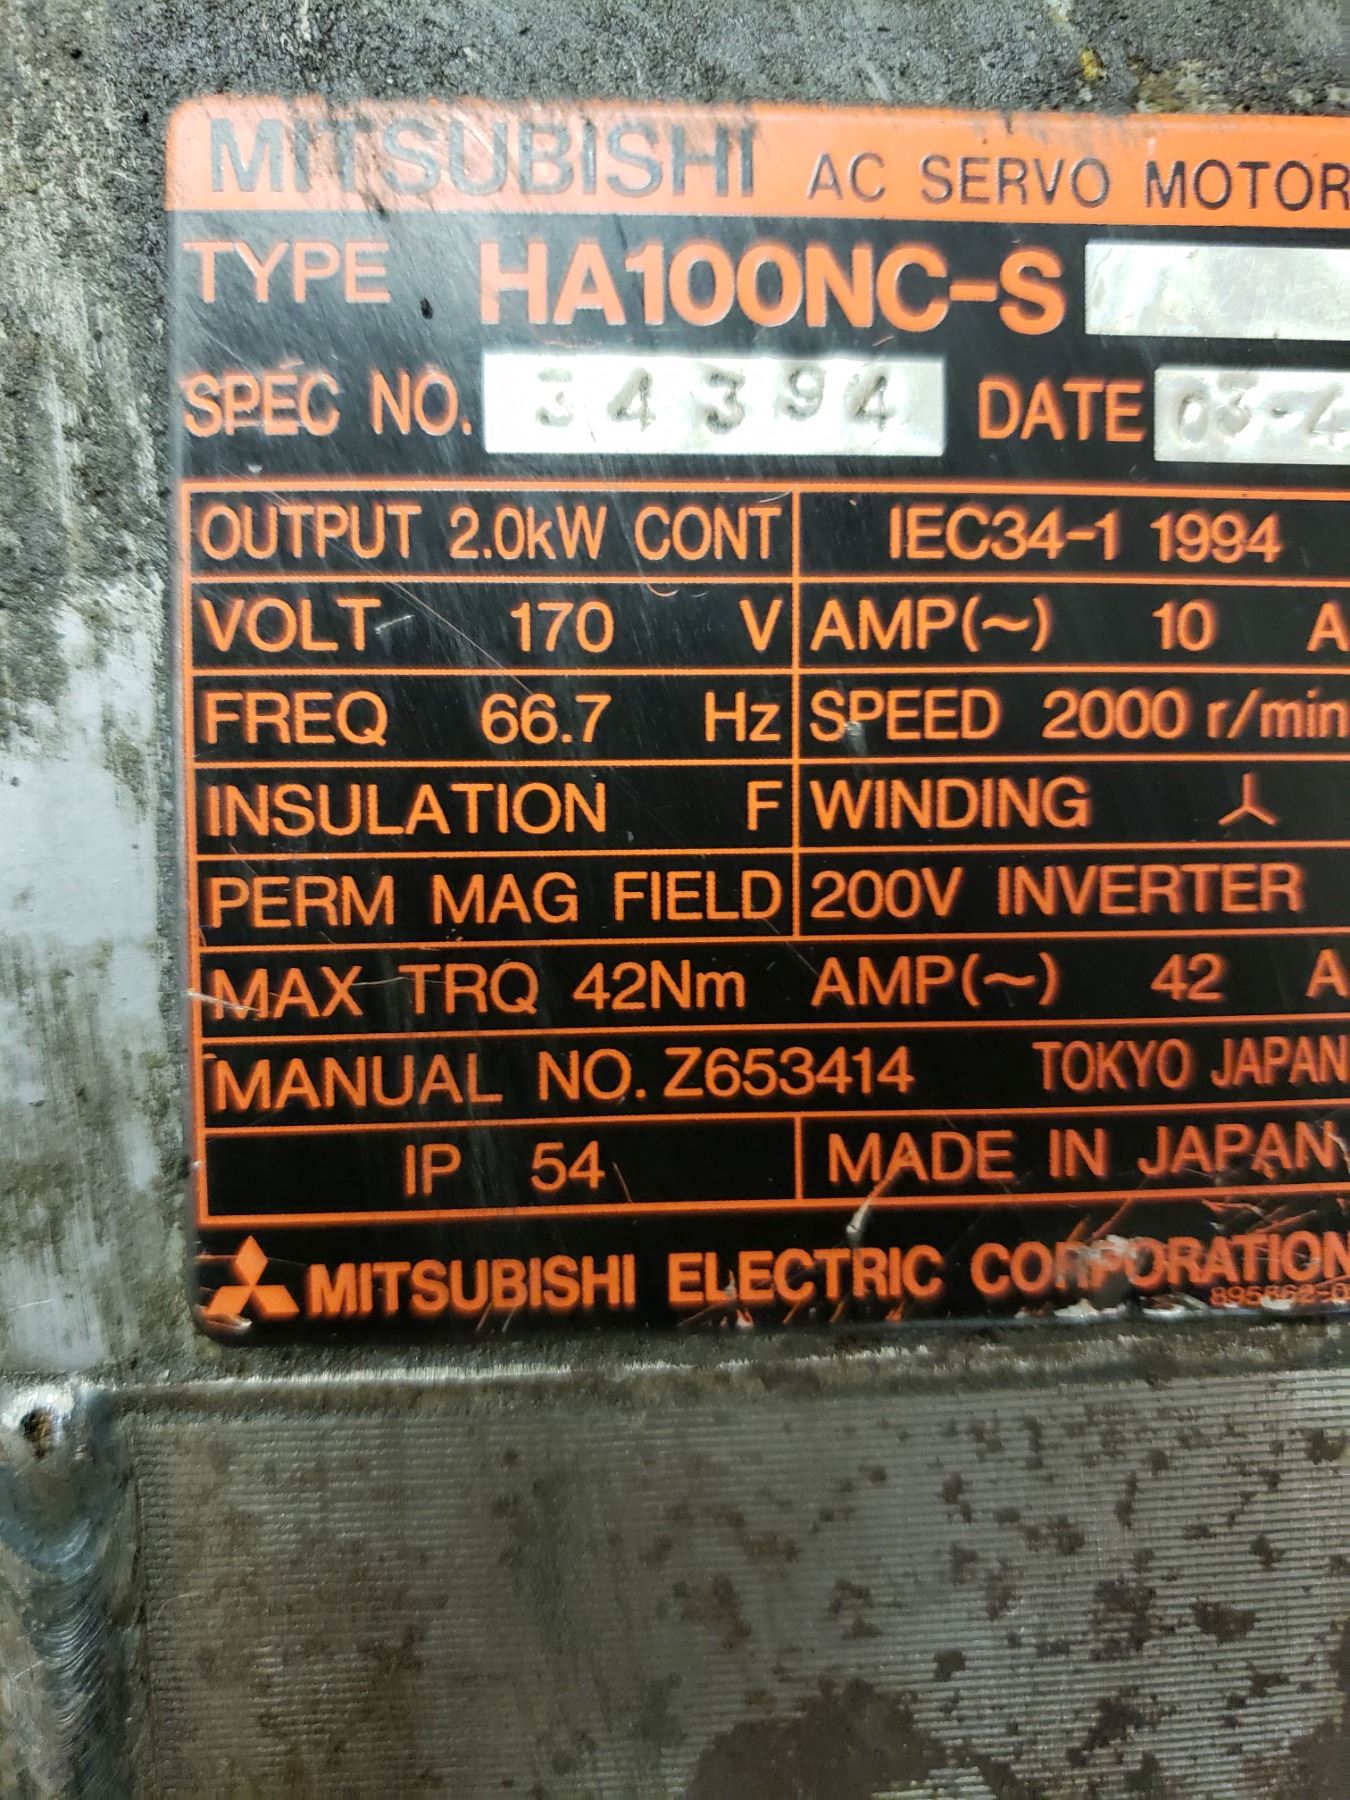 MITSUBISHI AC SERVO MOTOR
TYPE HA100NC-S
SPEC NO. 34394 DATE 03-4
OUTPUT 2.0kW CONT IEC34-1 1994
VOLT 170 V AMP(~) 10 A
FREQ 66.7 Hz SPEED 2000 r/min
INSULATION F WINDING
PERM MAG FIELD 200V INVERTER
MAX TRQ 42Nm AMP(~) 42 A
MANUAL NO. Z653414 TOKYO JAPAN
IP 54 MADE IN JAPAN
MITSUBISHI ELECTRIC CORPORATION